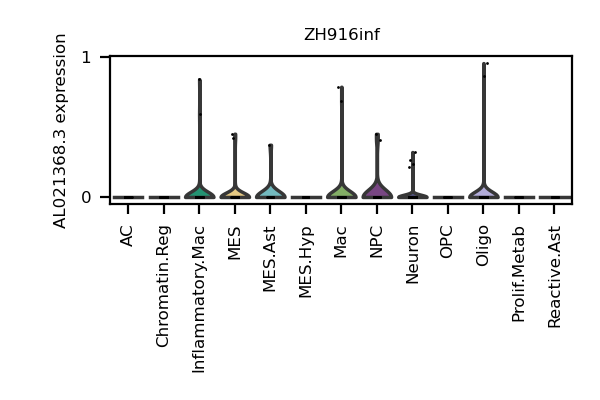 ZH916inf
AL021368.3 expression
1
0
AC
Chromatin.Reg
Inflammatory.Mac
MES
MES.Ast
MES.Hyp
Mac
NPC
Neuron
OPC
Oligo
Prolif.Metab
Reactive.Ast